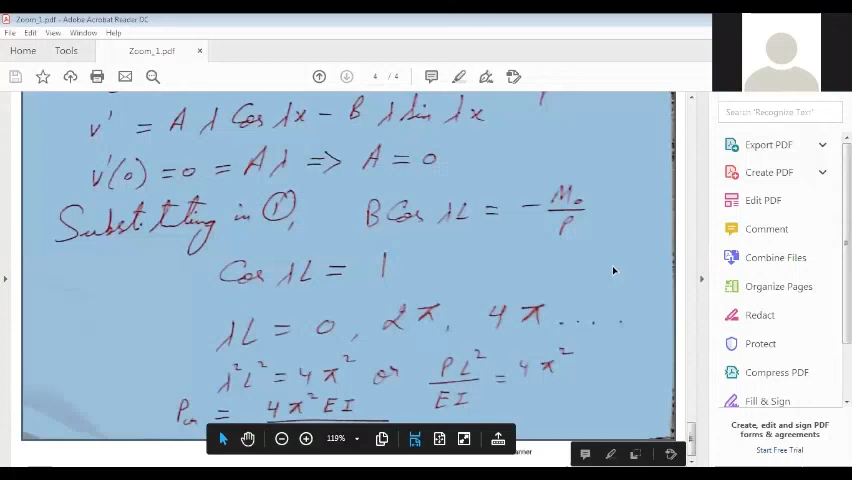 Zoom_1.pdf - Adobe Acrobat Reader DC
File Edit View Window Help
Home Tools Zoom_1.pdf ×
4 / 4
v' = A λ Cos λx − B λ Sin λx
v'(0) = 0 = Aλ => A = 0
Substituting in ①, B Cos λL = − M₀/P
Cos λL = 1
λL = 0, 2π, 4π .....
λ²L² = 4π² or PL²/EI = 4π²
Pcr = 4π²EI
119%
Search "Recognize Text"
Export PDF
Create PDF
Edit PDF
Comment
Combine Files
Organize Pages
Redact
Protect
Compress PDF
Fill & Sign
Create, edit and sign PDF
forms & agreements
Start Free Trial